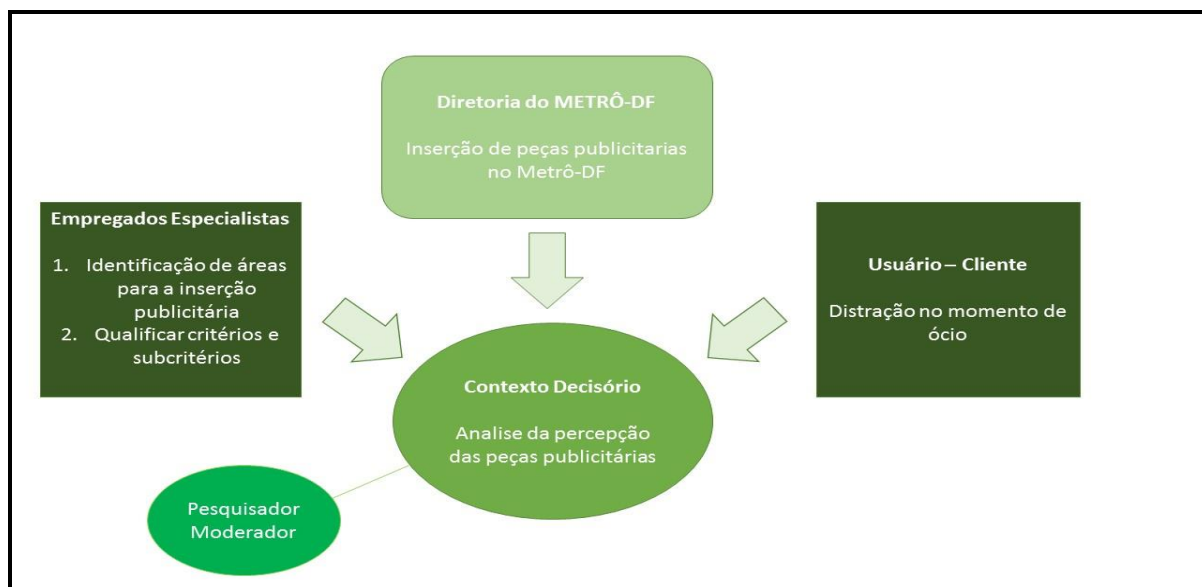 Diretoria do METRÔ-DF
Inserção de peças publicitarias
no Metrô-DF
Empregados Especialistas
1. Identificação de áreas
para a inserção
publicitária
2. Qualificar critérios e
subcritérios
Usuário – Cliente
Distração no momento de
ócio
Contexto Decisório
Analise da percepção
das peças publicitárias
Pesquisador
Moderador